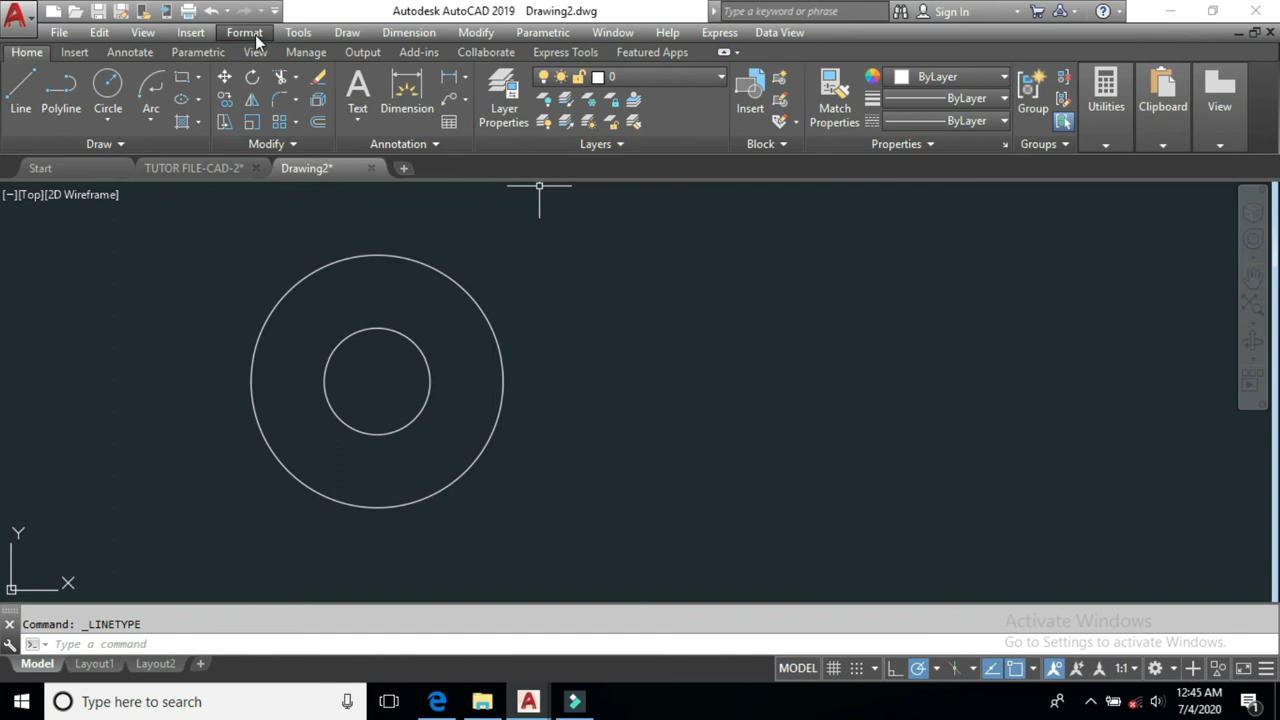 Autodesk AutoCAD 2019 Drawing2.dwg
Type a keyword or phrase
Sign In
File Edit View Insert Format Tools Draw Dimension Modify Parametric Window Help Express Data View
Home Insert Annotate Parametric View Manage Output Add-ins Collaborate Express Tools Featured Apps
0
ByLayer
ByLayer
ByLayer
Line Polyline Circle Arc Text Dimension Layer Properties Insert Match Properties Group Utilities Clipboard View
Draw Modify Annotation Layers Block Properties Groups
Start TUTOR FILE-CAD-2* Drawing2*
[−][Top][2D Wireframe]
Y
X
Command: _LINETYPE
Activate Windows
Type a command
Go to Settings to activate Windows.
Model Layout1 Layout2
MODEL 1:1
Type here to search
12:45 AM
7/4/2020
1